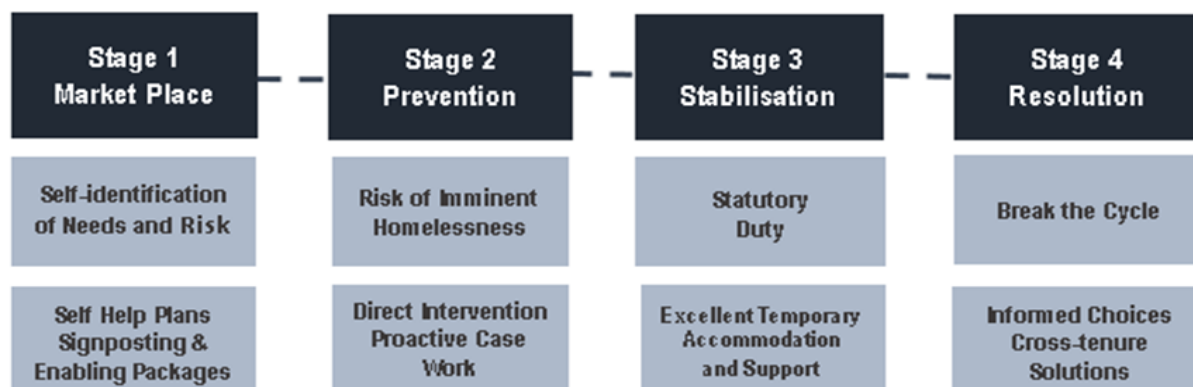 Stage 1
Market Place
Stage 2
Prevention
Stage 3
Stabilisation
Stage 4
Resolution
Self-identification
of Needs and Risk
Risk of Imminent
Homelessness
Statutory
Duty
Break the Cycle
Self Help Plans
Signposting &
Enabling Packages
Direct Intervention
Proactive Case
Work
Excellent Temporary
Accommodation
and Support
Informed Choices
Cross-tenure
Solutions